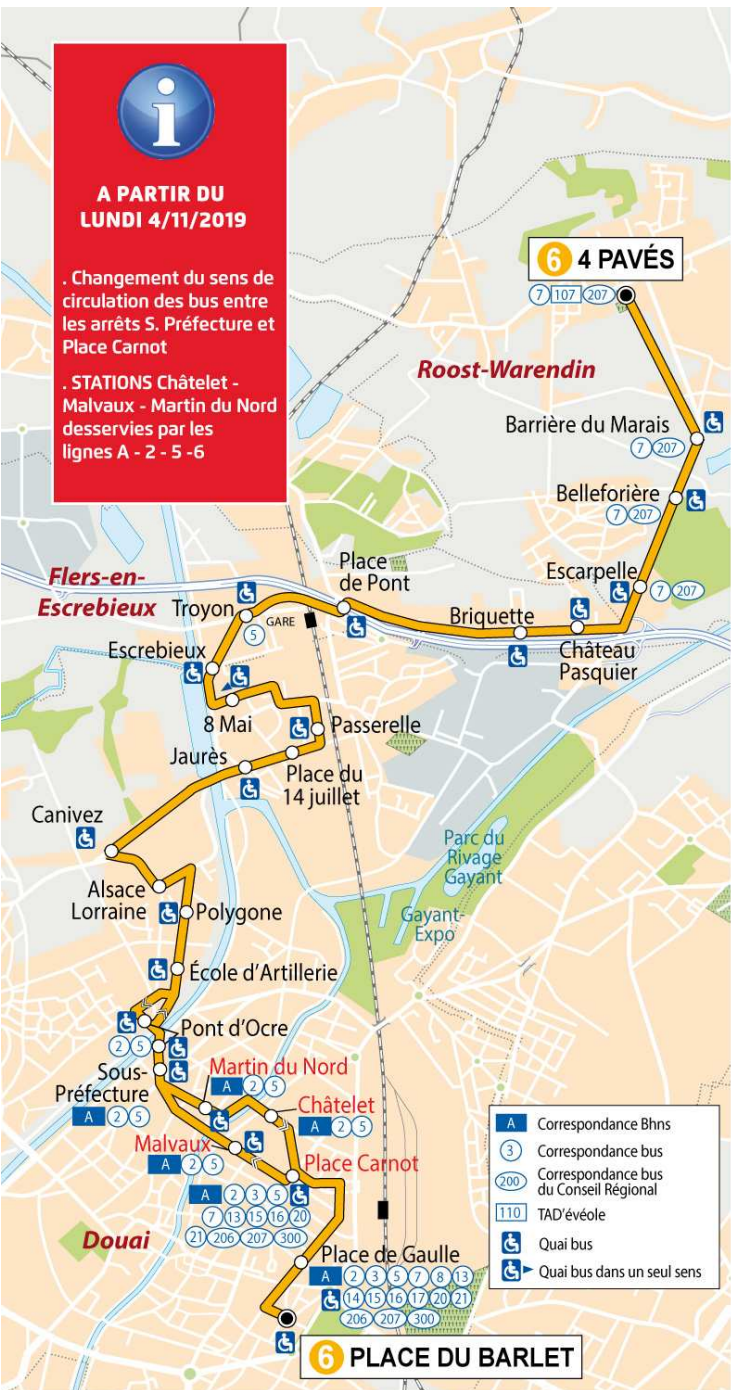 i
A PARTIR DU
LUNDI 4/11/2019
. Changement du sens de
circulation des bus entre
les arrêts S. Préfecture et
Place Carnot
. STATIONS Châtelet -
Malvaux - Martin du Nord
desservies par les
lignes A - 2 - 5 -6
6 4 PAVÉS
7 107 207
Roost-Warendin
Barrière du Marais
7 207
Belleforière
7 207
Escarpelle
7 207
Château
Pasquier
Briquette
Place
de Pont
Flers-en-
Escrebieux
Troyon
5 GARE
Escrebieux
8 Mai
Passerelle
Place du
14 juillet
Jaurès
Canivez
Alsace
Lorraine
Polygone
Parc du
Rivage
Gayant
Gayant-
Expo
École d'Artillerie
Pont d'Ocre
2 5
Sous-
Préfecture
A 2 5
Martin du Nord
A 2 5
Châtelet
A 2 5
Malvaux
A 2 5
Place Carnot
A 2 3 5
7 13 15 16 20
21 206 207 300
Douai
Place de Gaulle
A 2 3 5 7 8 13
14 15 16 17 20 21
206 207 300
6 PLACE DU BARLET
A Correspondance Bhns
3 Correspondance bus
200 Correspondance bus
du Conseil Régional
110 TAD'évéole
Quai bus
Quai bus dans un seul sens